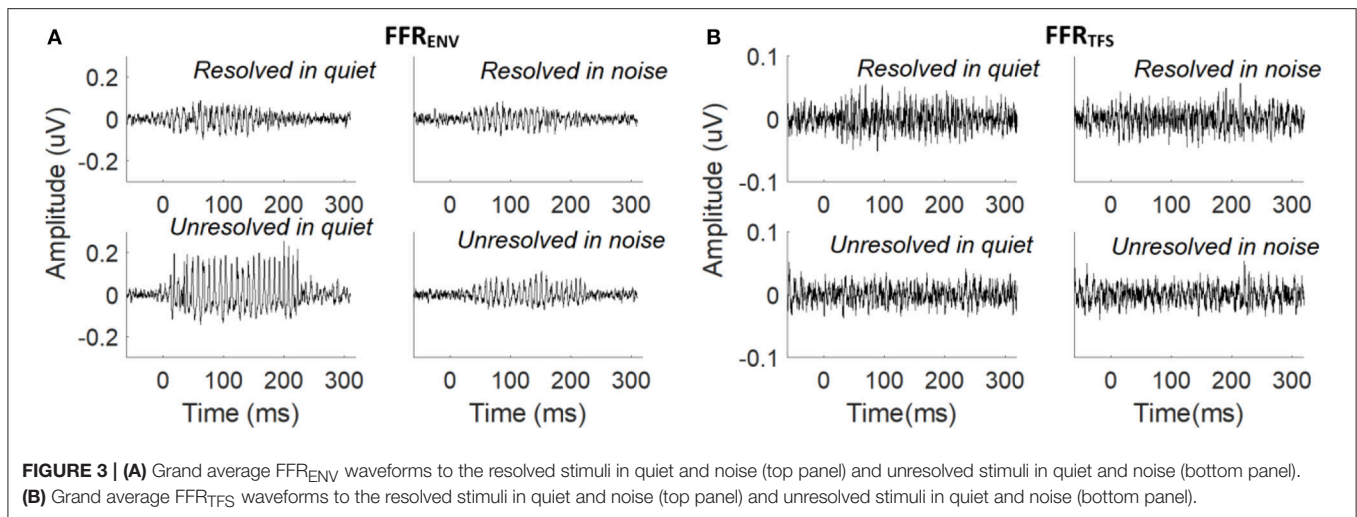 A
FFRENV
B
FFRTFS
Resolved in quiet
Resolved in noise
Resolved in quiet
Resolved in noise
0.2
0
-0.2
0.1
0
-0.1
0 100 200 300
0 100 200 300
0 100 200 300
0 100 200 300
Amplitude (uV)
Amplitude (uV)
Unresolved in quiet
Unresolved in noise
Unresolved in quiet
Unresolved in noise
0.2
0
-0.2
0.1
0
-0.1
0 100 200 300
0 100 200 300
0 100 200 300
0 100 200 300
Time (ms)
Time (ms)
Time(ms)
Time(ms)
FIGURE 3 | (A) Grand average FFRENV waveforms to the resolved stimuli in quiet and noise (top panel) and unresolved stimuli in quiet and noise (bottom panel).
(B) Grand average FFRTFS waveforms to the resolved stimuli in quiet and noise (top panel) and unresolved stimuli in quiet and noise (bottom panel).